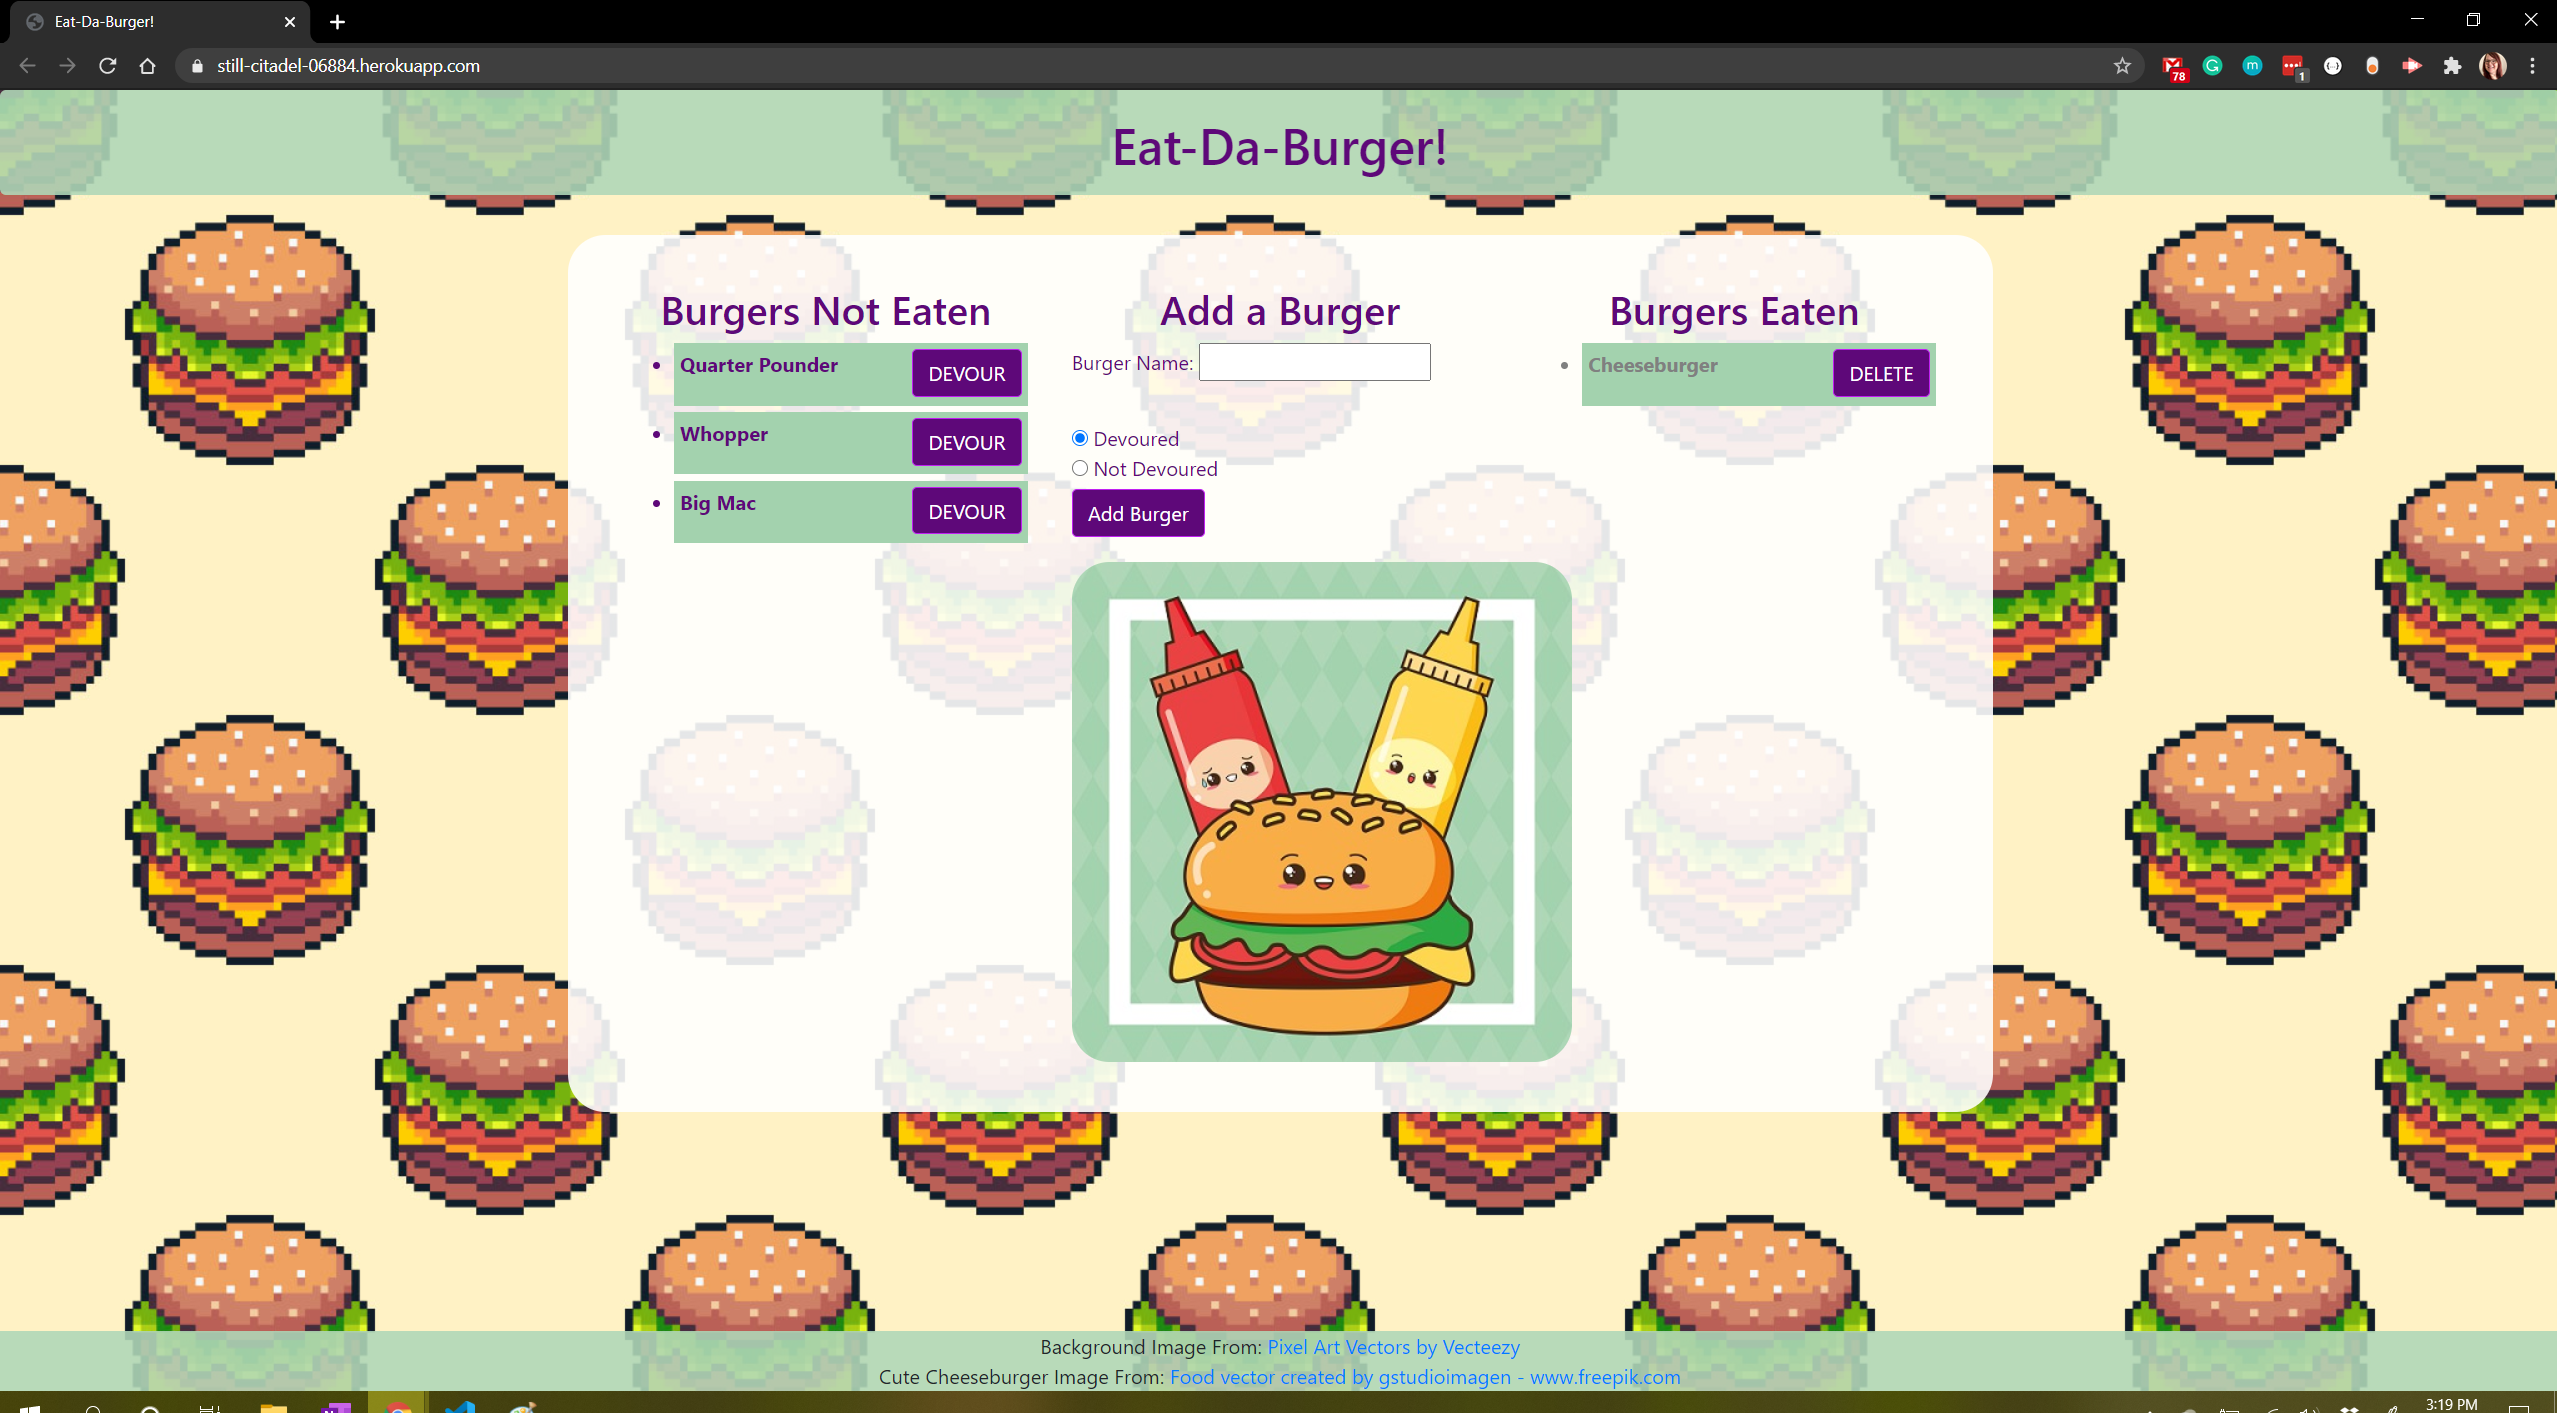 Eat-Da-Burger!
still-citadel-06884.herokuapp.com
78
1
Eat-Da-Burger!
Burgers Not Eaten
Quarter Pounder DEVOUR
Whopper DEVOUR
Big Mac DEVOUR
Add a Burger
Burger Name:
Devoured
Not Devoured
Add Burger
Burgers Eaten
Cheeseburger DELETE
Background Image From: Pixel Art Vectors by Vecteezy
Cute Cheeseburger Image From: Food vector created by gstudioimagen - www.freepik.com
3:19 PM